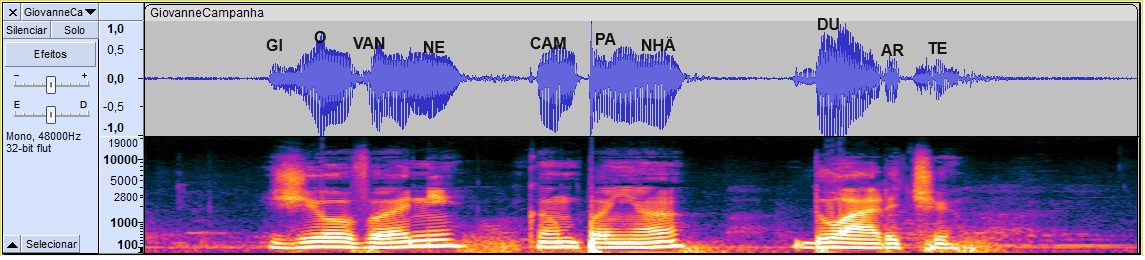 GiovanneCa
GiovanneCampanha
Silenciar Solo
Efeitos
- +
E D
Mono, 48000Hz
32-bit flut
Selecionar
1,0
0,5
0,0
-0,5
-1,0
19000
10000
5000
2800
1000
100
GI O VAN NE CAM PA NHÃ DU AR TE